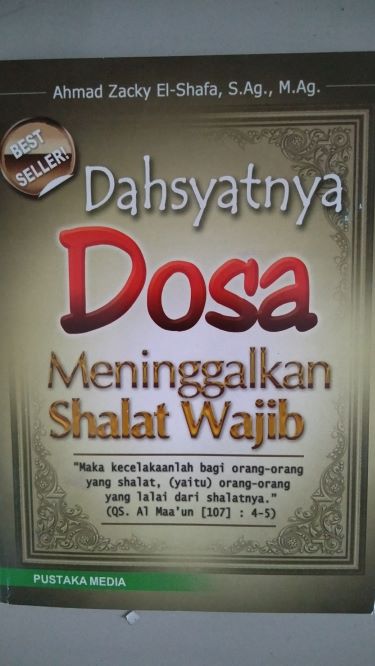 Ahmad Zacky El-Shafa, S.Ag., M.Ag.
BEST
SELLER!
Dahsyatnya
Dosa
Meninggalkan
Shalat Wajib
"Maka kecelakaanlah bagi orang-orang
yang shalat, (yaitu) orang-orang
yang lalai dari shalatnya."
(QS. Al Maa'un [107] : 4-5)
PUSTAKA MEDIA